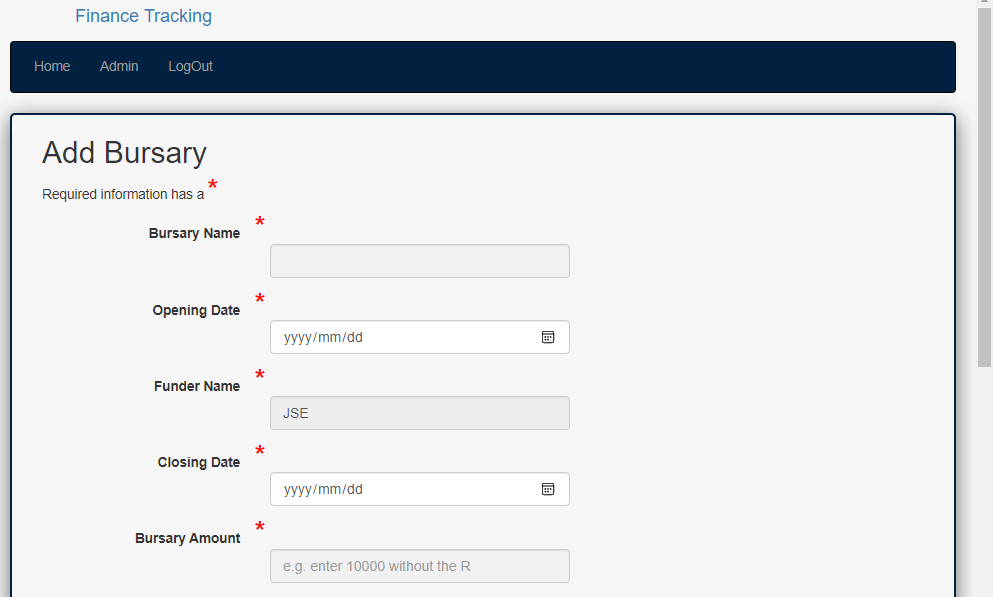 Finance Tracking
Home Admin LogOut
Add Bursary
Required information has a *
Bursary Name *
Opening Date *
yyyy/mm/dd
Funder Name *
JSE
Closing Date *
yyyy/mm/dd
Bursary Amount *
e.g. enter 10000 without the R